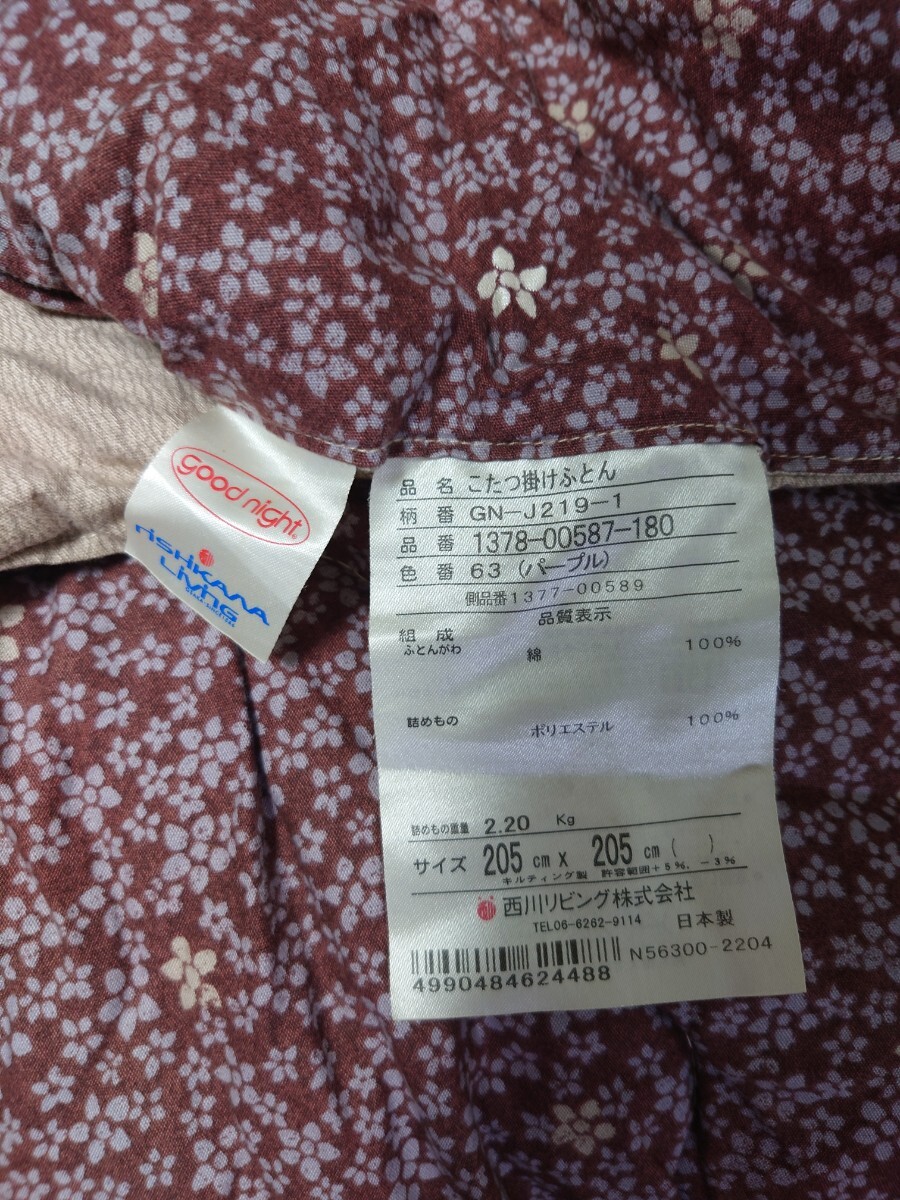 good night
nishikawa
Living
品 名 こたつ掛けふとん
柄 番 GN-J219-1
品 番 1378-00587-180
色 番 63 (パープル)
側品番1377-00589
品質表示
組 成
ふとんがわ 綿 100%
詰めもの ポリエステル 100%
詰めもの重量 2.20 Kg
サイズ 205 cm X 205 cm ( )
キルティング製 許容範囲+5%, -3%
西川リビング株式会社
TEL06-6262-9114 日本製
N56300-2204
4990484624488